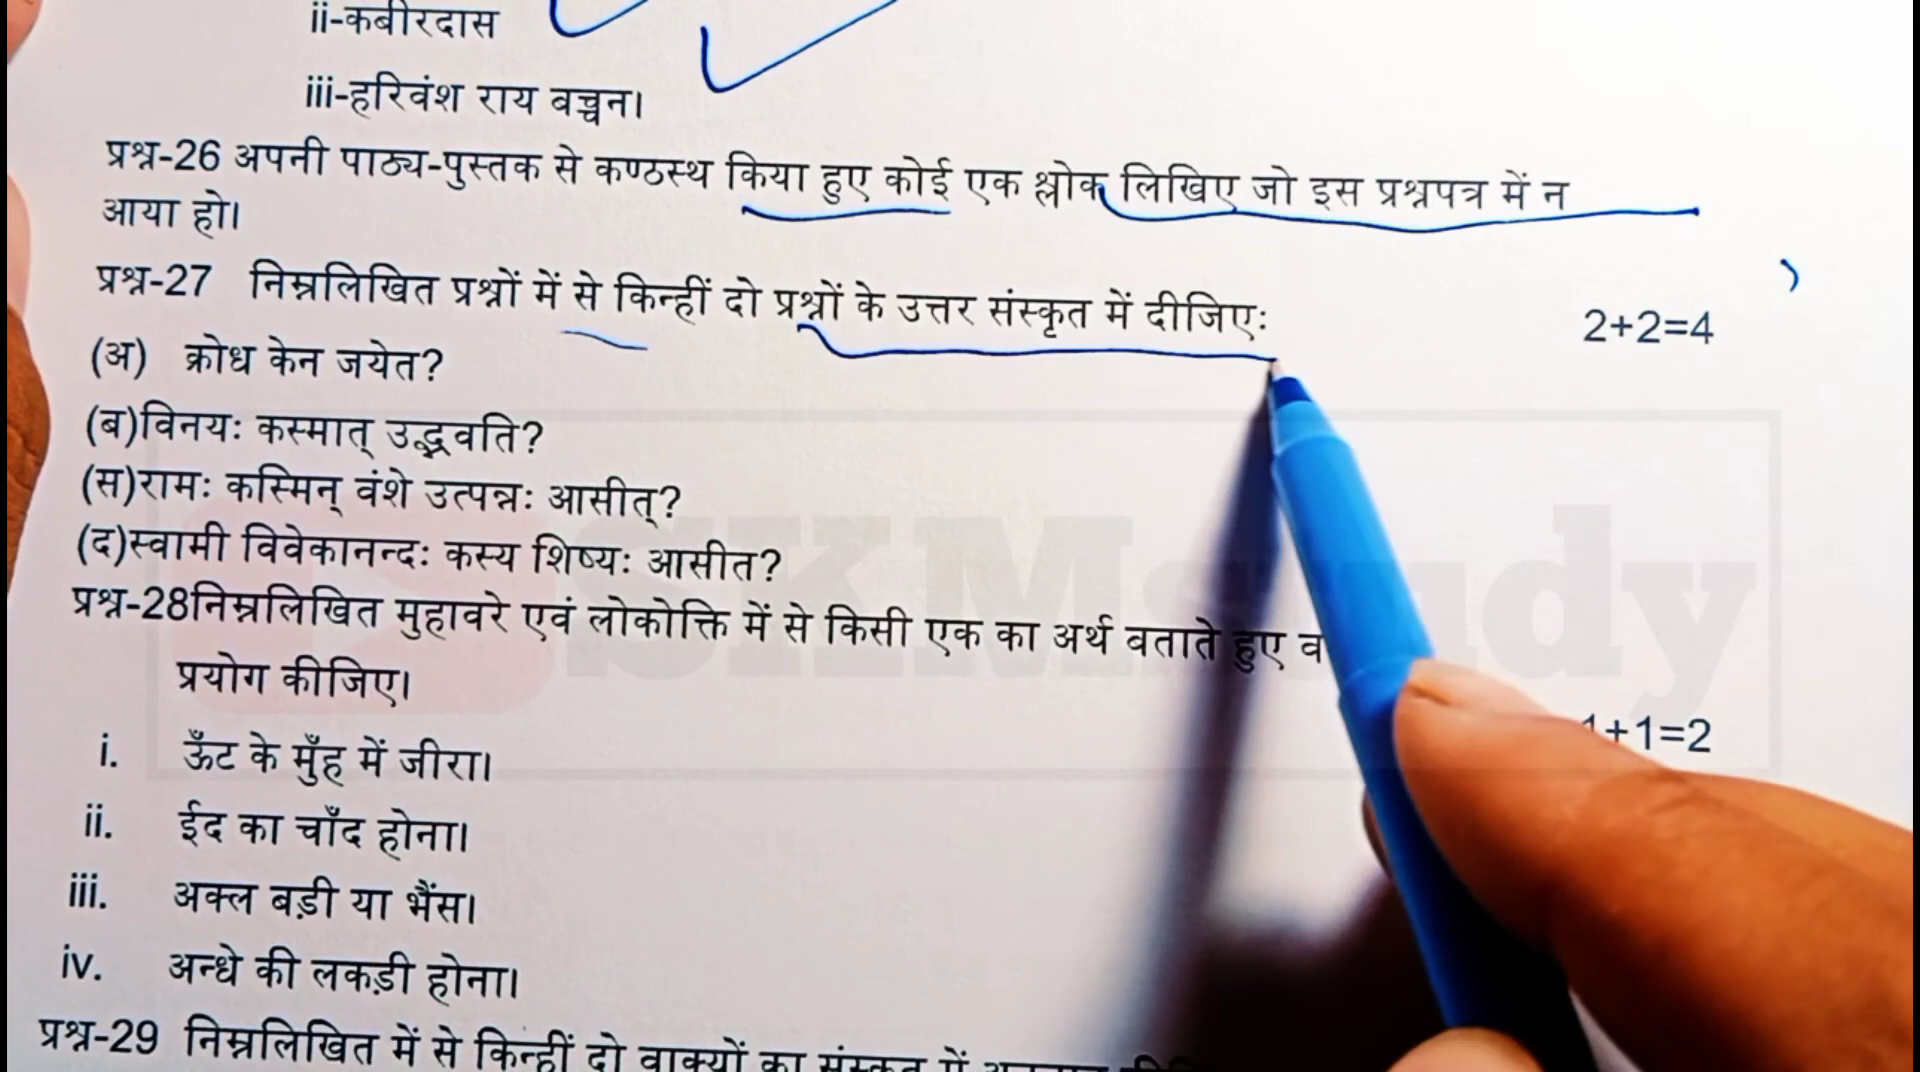 ii-कबीरदास
iii-हरिवंश राय बच्चन।
प्रश्न-26 अपनी पाठ्य-पुस्तक से कण्ठस्थ किया हुए कोई एक श्लोक लिखिए जो इस प्रश्नपत्र में न
आया हो।
प्रश्न-27 निम्नलिखित प्रश्नों में से किन्हीं दो प्रश्नों के उत्तर संस्कृत में दीजिए:
2+2=4
(अ) क्रोध केन जयेत?
(ब)विनयः कस्मात् उद्भवति?
(स)रामः कस्मिन् वंशे उत्पन्नः आसीत्?
(द)स्वामी विवेकानन्दः कस्य शिष्यः आसीत?
प्रश्न-28निम्नलिखित मुहावरे एवं लोकोक्ति में से किसी एक का अर्थ वताते हुए व
प्रयोग कीजिए।
1+1=2
i. ऊँट के मुँह में जीरा।
ii. ईद का चाँद होना।
iii. अक्ल बड़ी या भैंस।
iv. अन्धे की लकड़ी होना।
प्रश्न-29 निम्नलिखित में से किन्हीं दो वाक्यों का संस्कृत में
SKMstudy